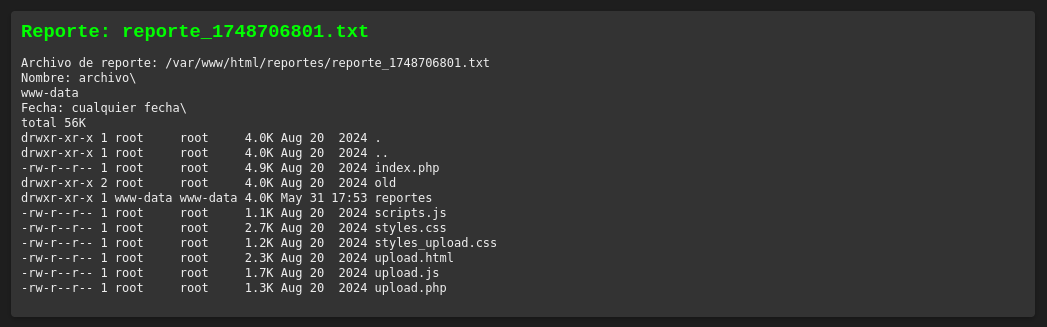 Reporte: reporte_1748706801.txt
Archivo de reporte: /var/www/html/reportes/reporte_1748706801.txt
Nombre: archivo\
www-data
Fecha: cualquier fecha\
total 56K
drwxr-xr-x 1 root     root     4.0K Aug 20  2024 .
drwxr-xr-x 1 root     root     4.0K Aug 20  2024 ..
-rw-r--r-- 1 root     root     4.9K Aug 20  2024 index.php
drwxr-xr-x 2 root     root     4.0K Aug 20  2024 old
drwxr-xr-x 1 www-data www-data 4.0K May 31 17:53 reportes
-rw-r--r-- 1 root     root     1.1K Aug 20  2024 scripts.js
-rw-r--r-- 1 root     root     2.7K Aug 20  2024 styles.css
-rw-r--r-- 1 root     root     1.2K Aug 20  2024 styles_upload.css
-rw-r--r-- 1 root     root     2.3K Aug 20  2024 upload.html
-rw-r--r-- 1 root     root     1.7K Aug 20  2024 upload.js
-rw-r--r-- 1 root     root     1.3K Aug 20  2024 upload.php